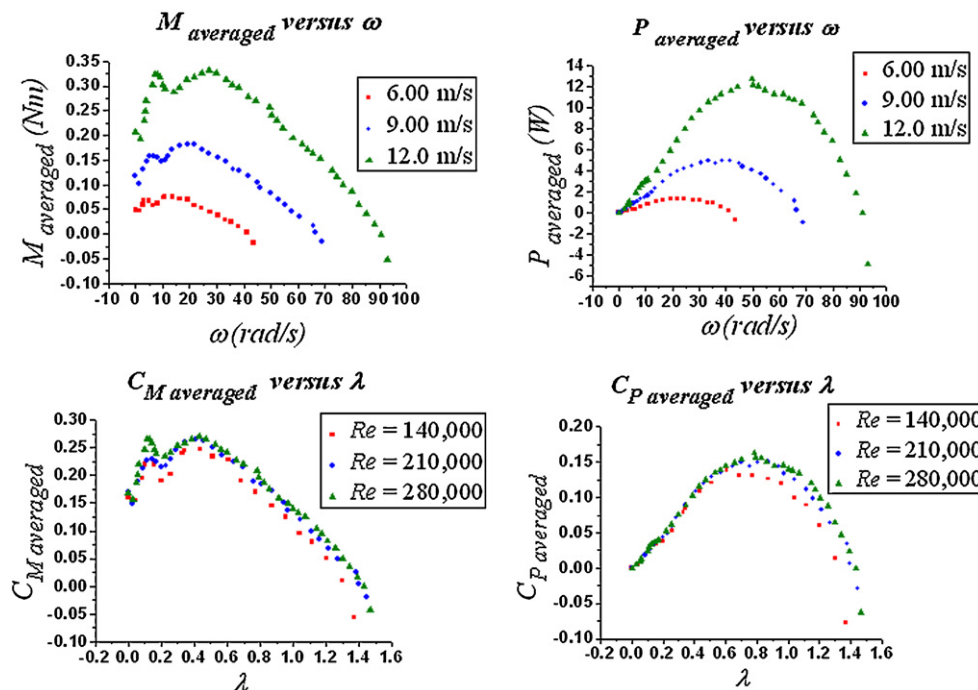 M averaged versus ω
0.35
0.30
0.25
0.20
0.15
0.10
0.05
0.00
-0.05
-0.10
M averaged (Nm)
6.00 m/s
9.00 m/s
12.0 m/s
-10 0 10 20 30 40 50 60 70 80 90 100
ω (rad/s)
P averaged versus ω
14
12
10
8
6
4
2
0
-2
-4
-6
P averaged (W)
6.00 m/s
9.00 m/s
12.0 m/s
-10 0 10 20 30 40 50 60 70 80 90 100
ω (rad/s)
C M averaged versus λ
0.30
0.25
0.20
0.15
0.10
0.05
0.00
-0.05
-0.10
C M averaged
Re = 140,000
Re = 210,000
Re = 280,000
-0.2 0.0 0.2 0.4 0.6 0.8 1.0 1.2 1.4 1.6
λ
C P averaged versus λ
0.20
0.15
0.10
0.05
0.00
-0.05
-0.10
C P averaged
Re = 140,000
Re = 210,000
Re = 280,000
-0.2 0.0 0.2 0.4 0.6 0.8 1.0 1.2 1.4 1.6
λ